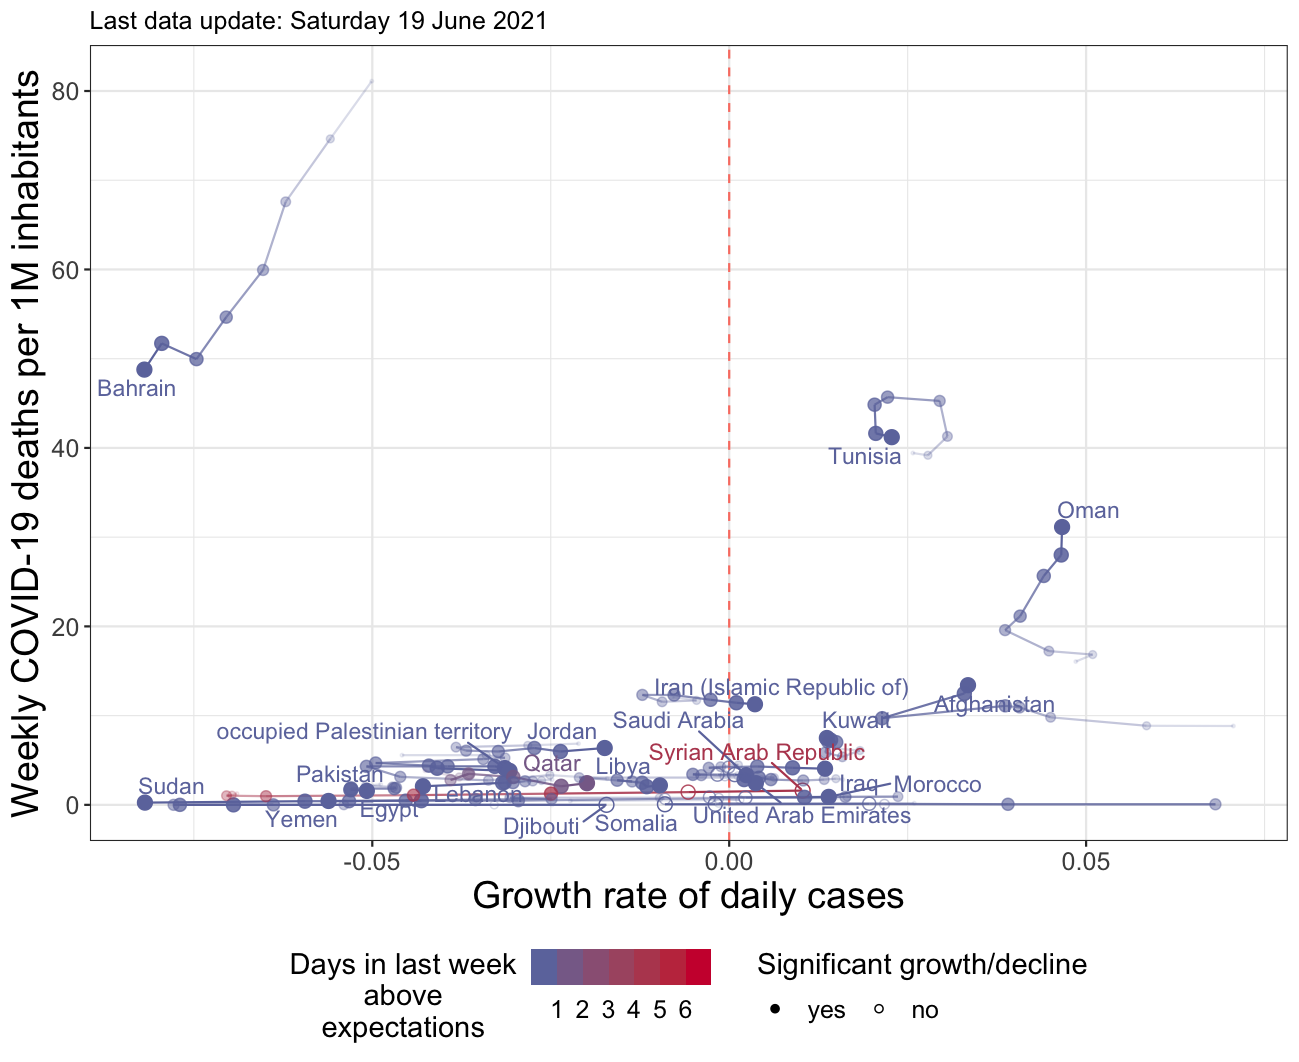 Last data update: Saturday 19 June 2021
Weekly COVID-19 deaths per 1M inhabitants
80
60
40
20
0
Bahrain
Tunisia
Oman
Iran (Islamic Republic of)
Afghanistan
Saudi Arabia
Kuwait
occupied Palestinian territory
Jordan
Syrian Arab Republic
Qatar
Libya
Pakistan
Sudan
Lebanon
Iraq
Morocco
Egypt
Yemen
Djibouti
Somalia
United Arab Emirates
-0.05
0.00
0.05
Growth rate of daily cases
Days in last week
above
expectations
1 2 3 4 5 6
Significant growth/decline
yes
no